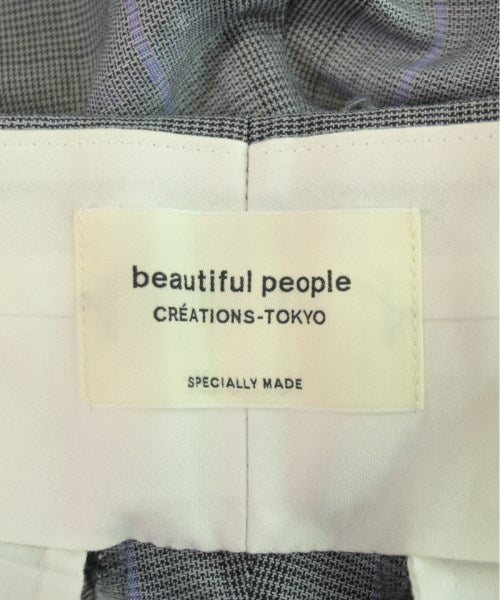 beautiful people
CRÉATIONS-TOKYO
SPECIALLY MADE